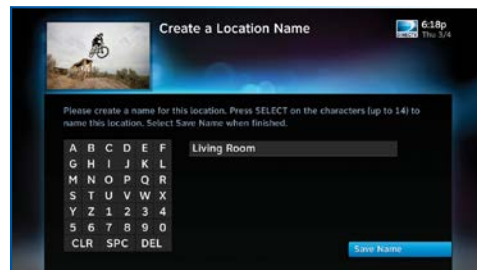 Create a Location Name
6:18p
DIRECTV
Thu 3/4
Please create a name for this location. Press SELECT on the characters (up to 14) to
name this location. Select Save Name when finished.
Living Room
A B C D E F
G H I J K L
M N O P Q R
S T U V W X
Y Z 1 2 3 4
5 6 7 8 9 0
CLR SPC DEL
Save Name